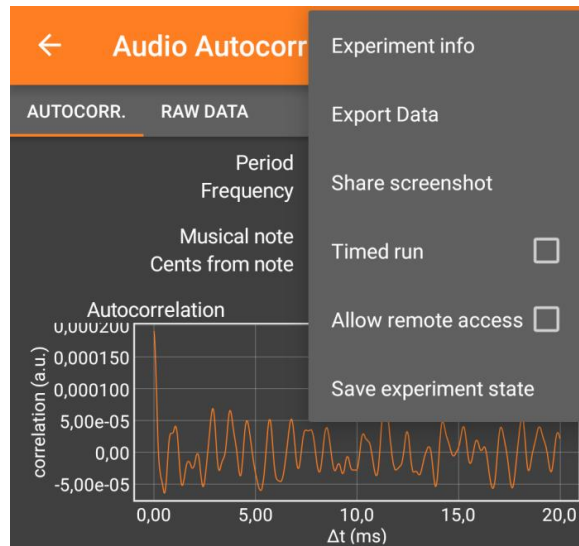 Audio Autocorr
AUTOCORR. RAW DATA
Period
Frequency
Musical note
Cents from note
Autocorrelation
correlation (a.u.)
0,000200
0,000150
0,000100
5,00e-05
0,00
-5,00e-05
0,00 5,00 10,0 15,0 20,0
Δt (ms)
Experiment info
Export Data
Share screenshot
Timed run
Allow remote access
Save experiment state